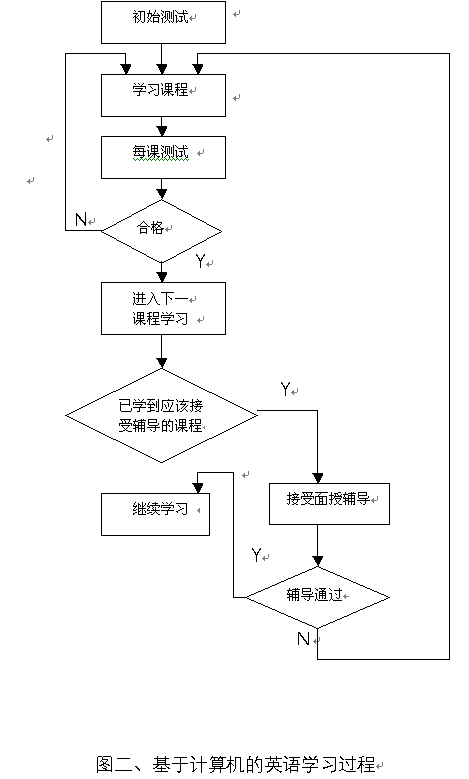 初始测试
学习课程
每课测试
合格
N
Y
进入下一
课程学习
已学到应该接
受辅导的课程
Y
接受面授辅导
继续学习
Y
辅导通过
N
图二、基于计算机的英语学习过程